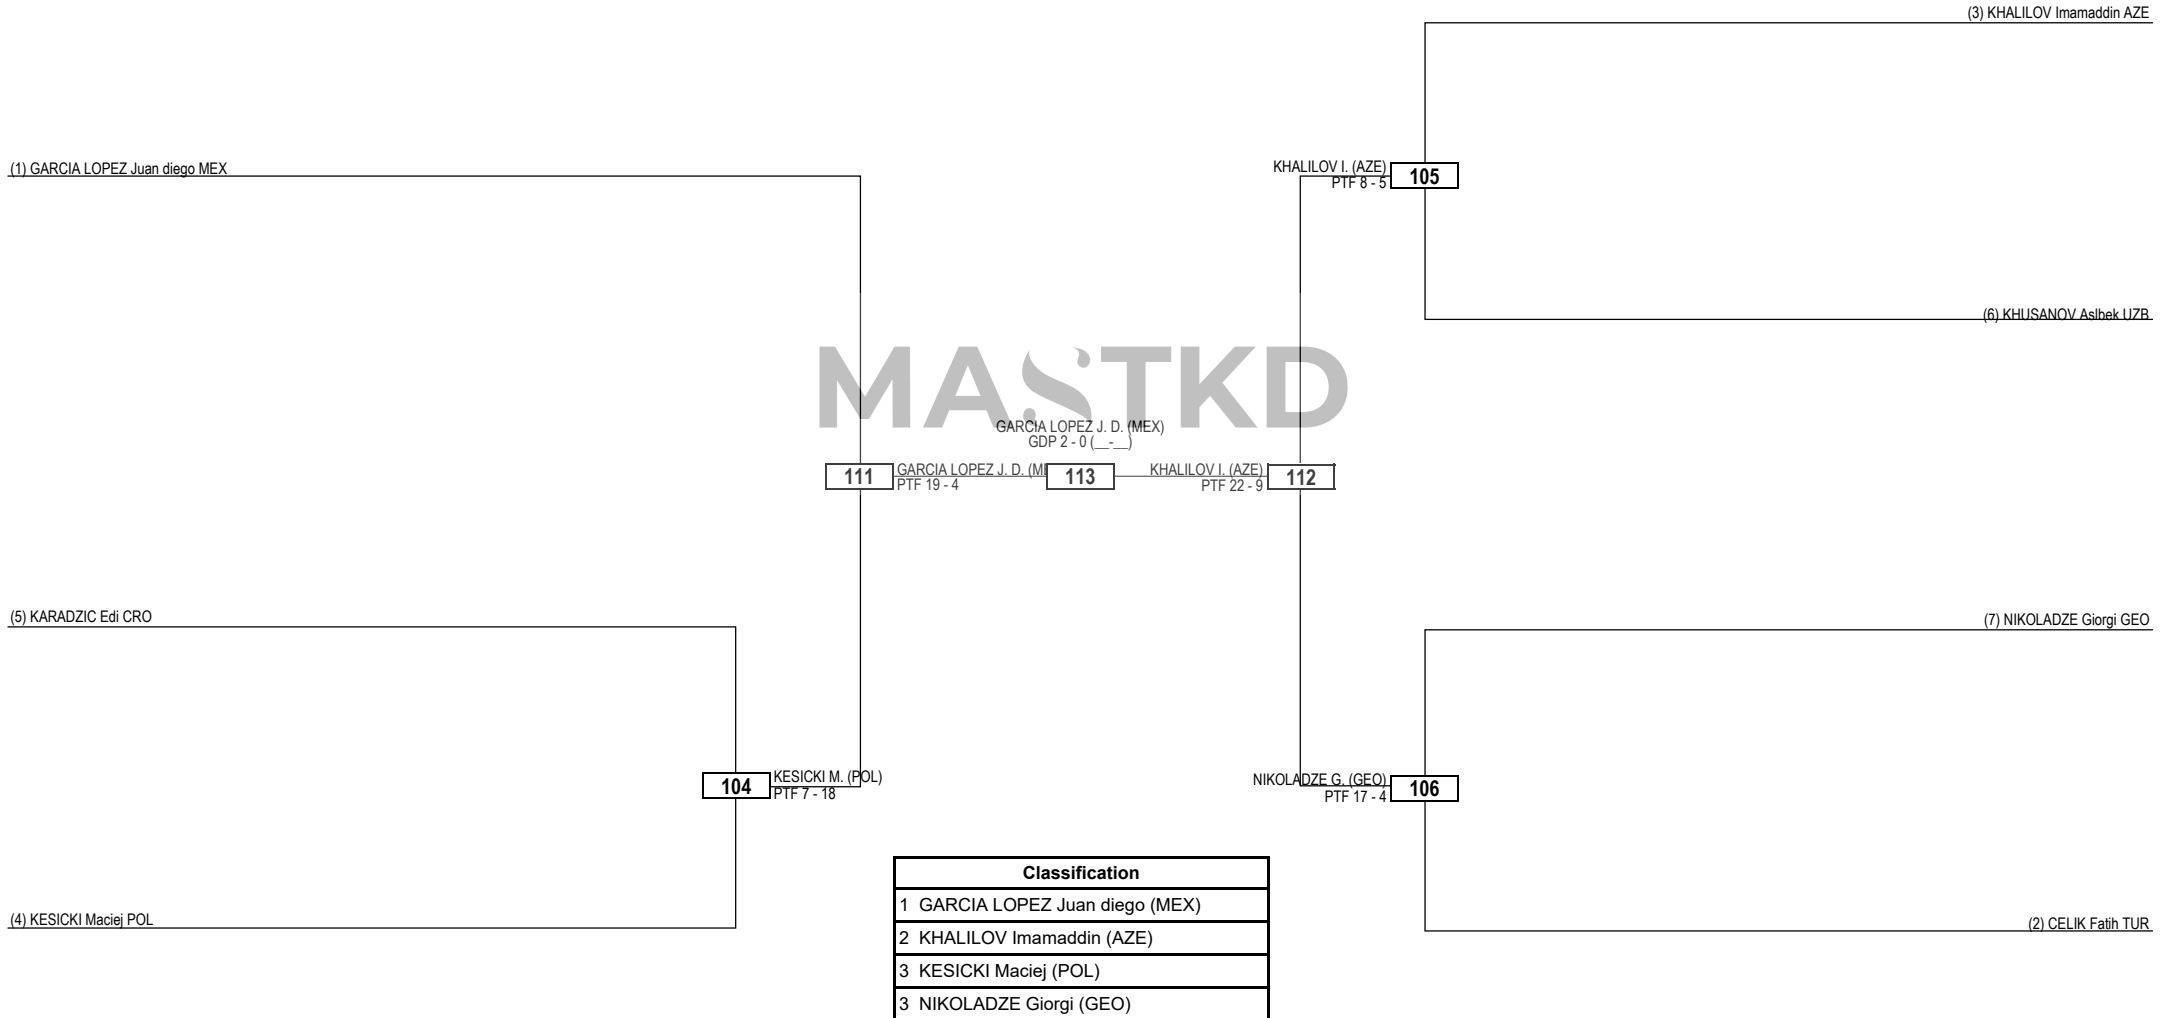 (3) KHALILOV Imamaddin AZE
(1) GARCIA LOPEZ Juan diego MEX
KHALILOV I. (AZE)
PTF 8 - 5
105
(6) KHUSANOV Aslbek UZB
MASTKD
GARCIA LOPEZ J. D. (MEX)
GDP 2 - 0 (__-__)
111
GARCIA LOPEZ J. D. (M
PTF 19 - 4
113
KHALILOV I. (AZE)
PTF 22 - 9
112
(5) KARADZIC Edi CRO
(7) NIKOLADZE Giorgi GEO
104
KESICKI M. (POL)
PTF 7 - 18
NIKOLADZE G. (GEO)
PTF 17 - 4
106
(4) KESICKI Maciej POL
(2) CELIK Fatih TUR
Classification
1 GARCIA LOPEZ Juan diego (MEX)
2 KHALILOV Imamaddin (AZE)
3 KESICKI Maciej (POL)
3 NIKOLADZE Giorgi (GEO)